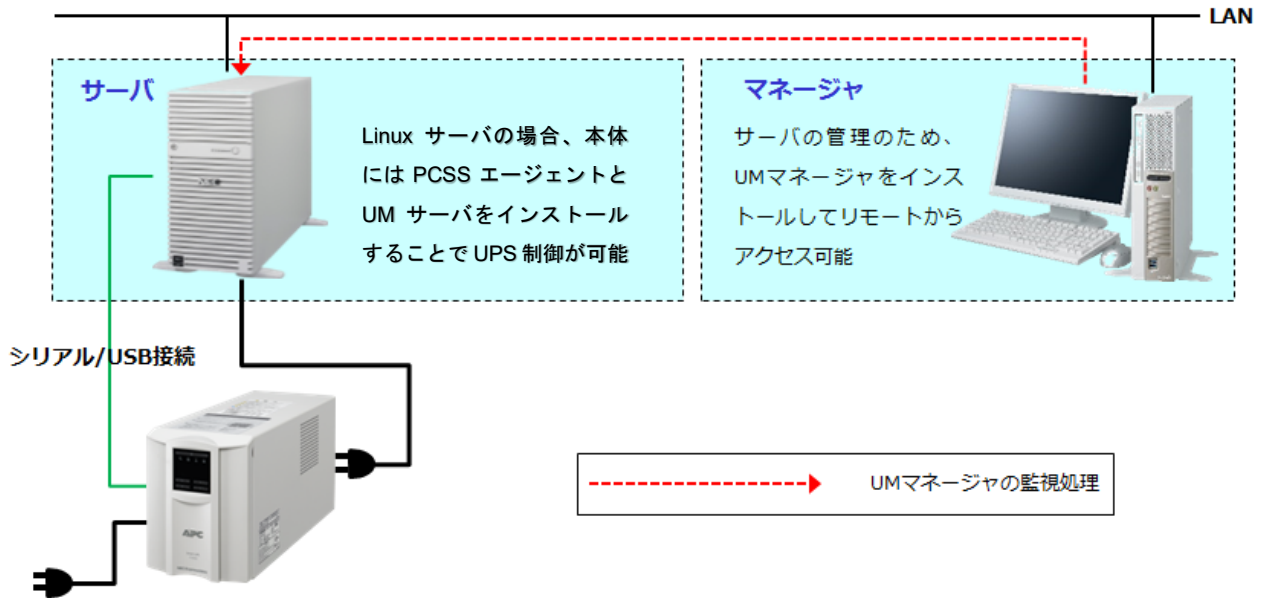 LAN
サーバ
Linux サーバの場合、本体
には PCSS エージェントと
UM サーバをインストール
することで UPS 制御が可能
マネージャ
サーバの管理のため、
UMマネージャをインス
トールしてリモートから
アクセス可能
シリアル/USB接続
APC
UMマネージャの監視処理